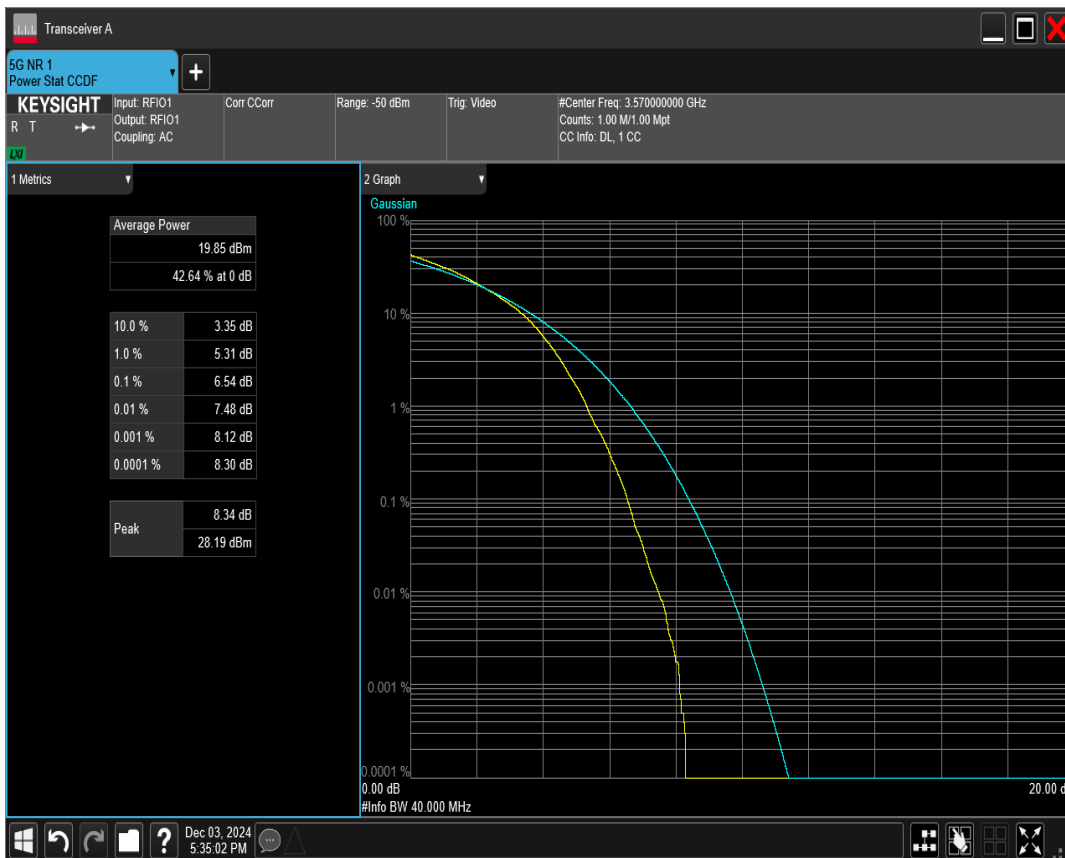 Transceiver A
5G NR 1
Power Stat CCDF
+
KEYSIGHT
R T
LXI
Input: RFIO1
Output: RFIO1
Coupling: AC
Corr CCorr
Range: -50 dBm
Trig: Video
#Center Freq: 3.570000000 GHz
Counts: 1.00 M/1.00 Mpt
CC Info: DL, 1 CC
1 Metrics
Average Power
19.85 dBm
42.64 % at 0 dB
10.0 % 3.35 dB
1.0 % 5.31 dB
0.1 % 6.54 dB
0.01 % 7.48 dB
0.001 % 8.12 dB
0.0001 % 8.30 dB
Peak
8.34 dB
28.19 dBm
2 Graph
Gaussian
100 %
10 %
1 %
0.1 %
0.01 %
0.001 %
0.0001 %
0.00 dB
20.00 d
#Info BW 40.000 MHz
?
Dec 03, 2024
5:35:02 PM